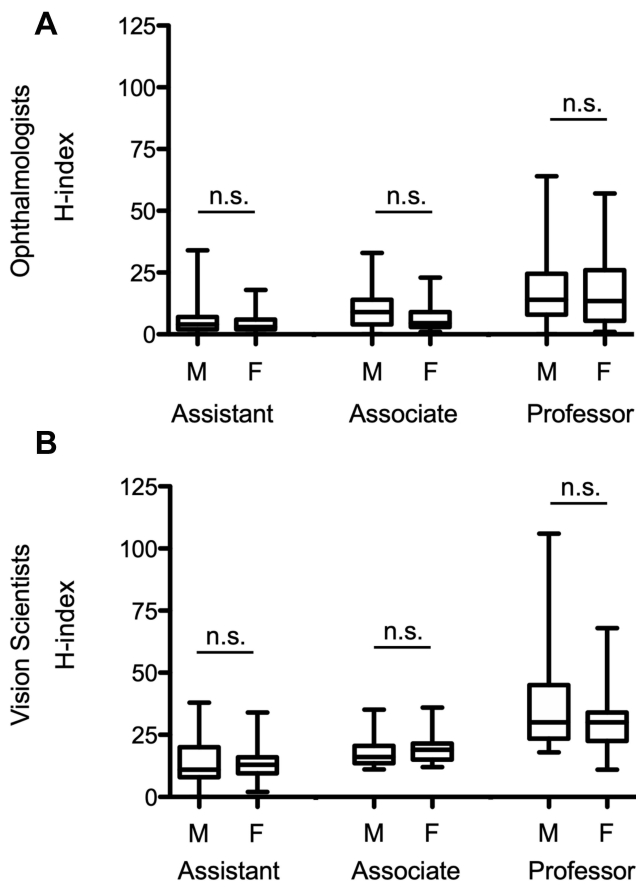 A
Ophthalmologists
H-index
125
100
75
50
25
0
n.s.
n.s.
n.s.
M F M F M F
Assistant Associate Professor
B
Vision Scientists
H-index
125
100
75
50
25
0
n.s.
n.s.
n.s.
M F M F M F
Assistant Associate Professor